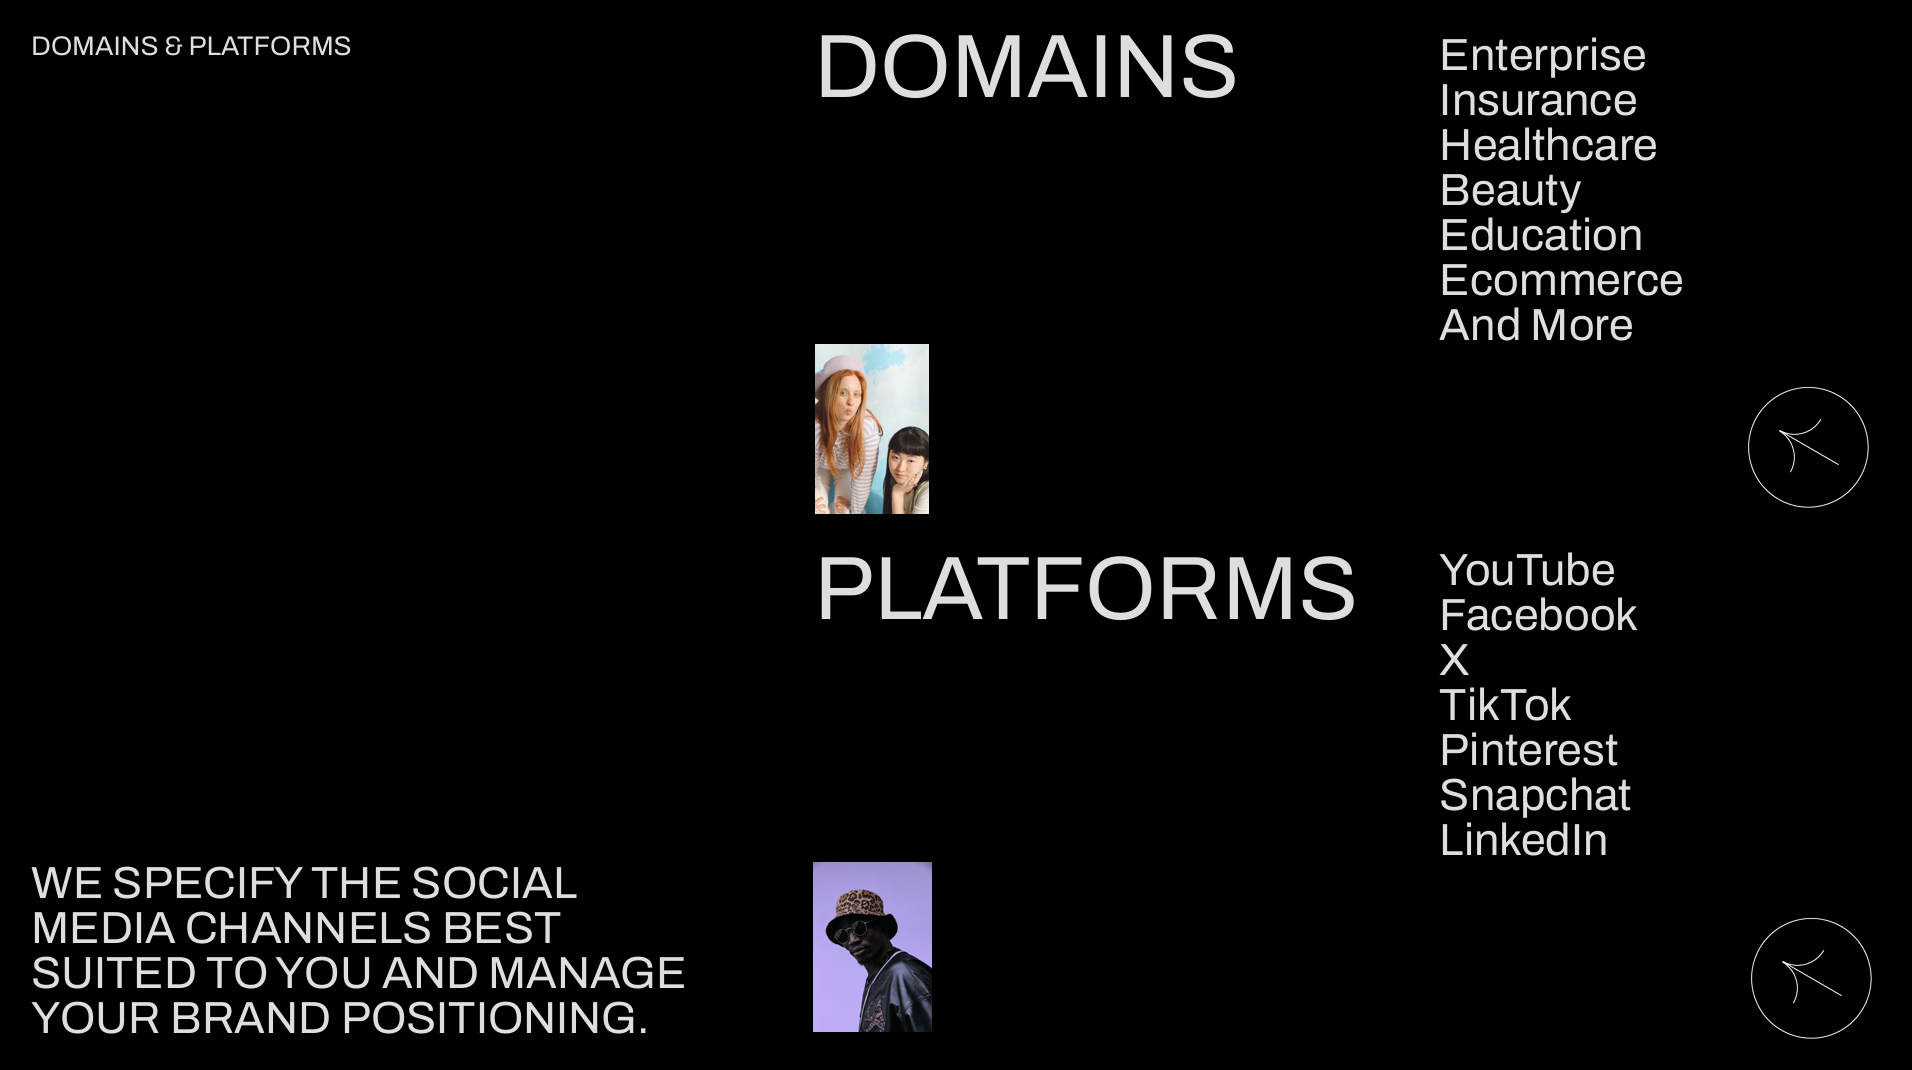 DOMAINS & PLATFORMS
DOMAINS
Enterprise
Insurance
Healthcare
Beauty
Education
Ecommerce
And More
PLATFORMS
YouTube
Facebook
X
TikTok
Pinterest
Snapchat
LinkedIn
WE SPECIFY THE SOCIAL
MEDIA CHANNELS BEST
SUITED TO YOU AND MANAGE
YOUR BRAND POSITIONING.